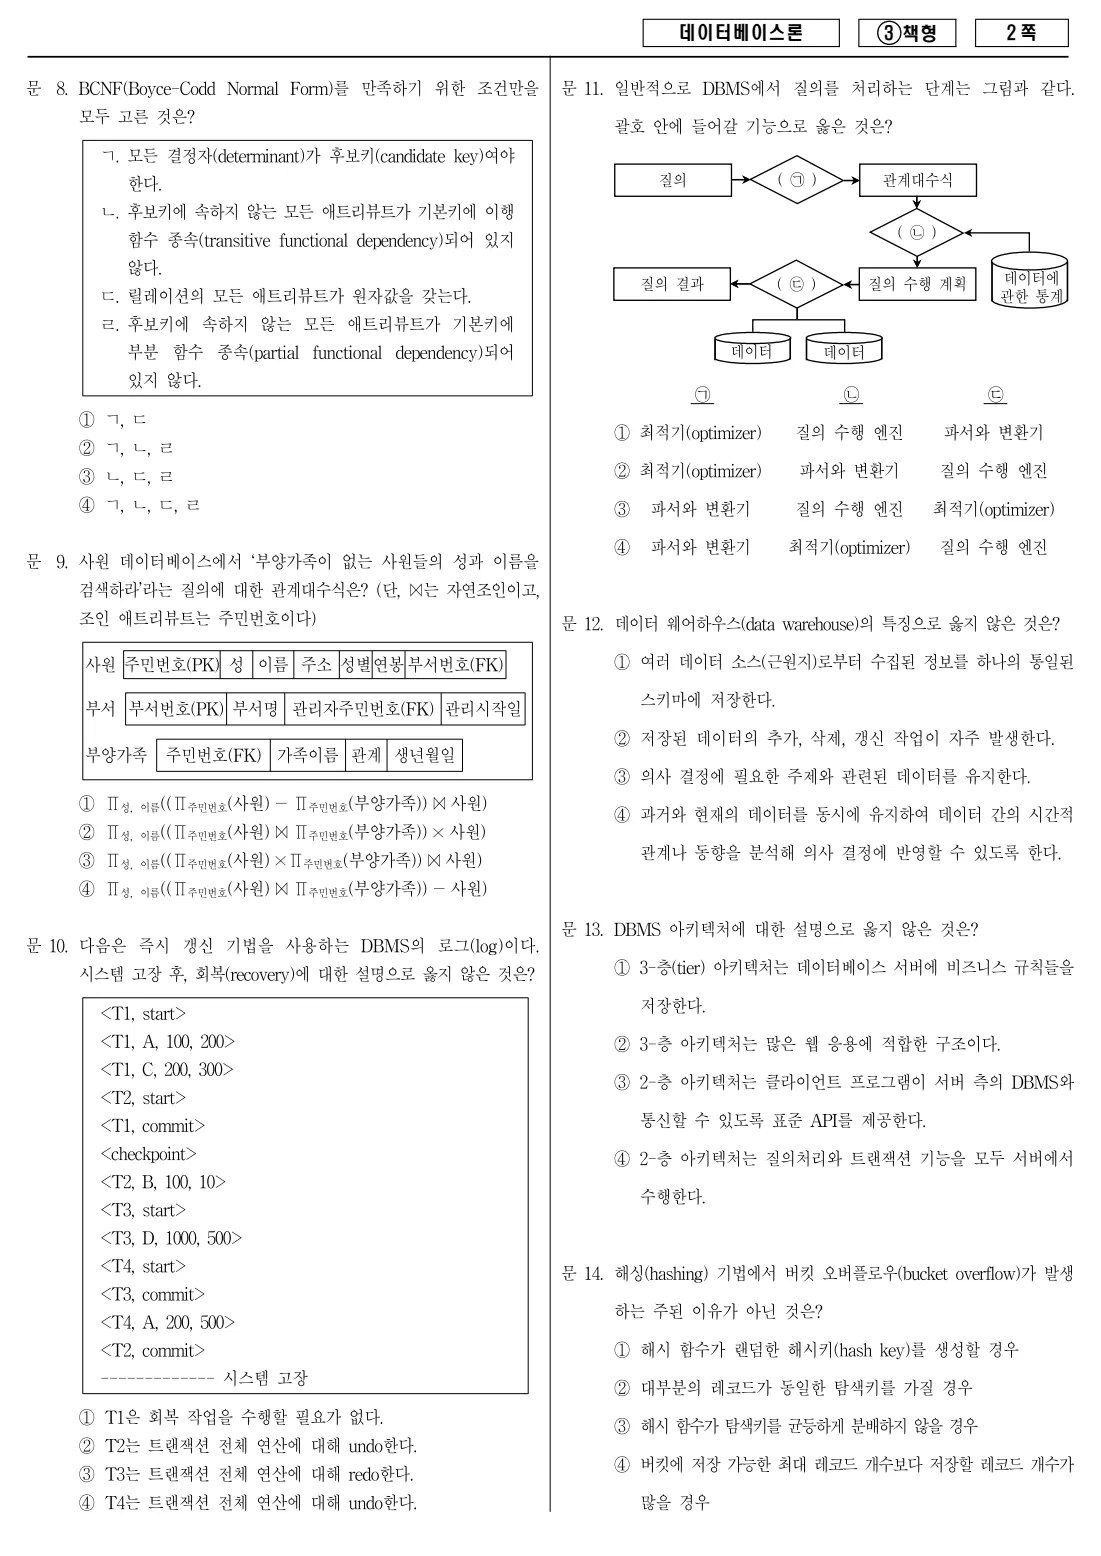 데이터베이스론
③책형
2쪽
문 8. BCNF(Boyce-Codd Normal Form)를 만족하기 위한 조건만을
모두 고른 것은?
ㄱ. 모든 결정자(determinant)가 후보키(candidate key)여야
한다.
ㄴ. 후보키에 속하지 않는 모든 애트리뷰트가 기본키에 이행
함수 종속(transitive functional dependency)되어 있지
않다.
ㄷ. 릴레이션의 모든 애트리뷰트가 원자값을 갖는다.
ㄹ. 후보키에 속하지 않는 모든 애트리뷰트가 기본키에
부분 함수 종속(partial functional dependency)되어
있지 않다.
① ㄱ, ㄷ
② ㄱ, ㄴ, ㄹ
③ ㄴ, ㄷ, ㄹ
④ ㄱ, ㄴ, ㄷ, ㄹ
문 9. 사원 데이터베이스에서 ‘부양가족이 없는 사원들의 성과 이름을
검색하라’라는 질의에 대한 관계대수식은? (단, ⋈는 자연조인이고,
조인 애트리뷰트는 주민번호이다)
사원 주민번호(PK) 성 이름 주소 성별 연봉 부서번호(FK)
부서 부서번호(PK) 부서명 관리자주민번호(FK) 관리시작일
부양가족 주민번호(FK) 가족이름 관계 생년월일
① ∏성, 이름((∏주민번호(사원) − ∏주민번호(부양가족)) ⋈ 사원)
② ∏성, 이름((∏주민번호(사원) ⋈ ∏주민번호(부양가족)) × 사원)
③ ∏성, 이름((∏주민번호(사원) × ∏주민번호(부양가족)) ⋈ 사원)
④ ∏성, 이름((∏주민번호(사원) ⋈ ∏주민번호(부양가족)) − 사원)
문 10. 다음은 즉시 갱신 기법을 사용하는 DBMS의 로그(log)이다.
시스템 고장 후, 회복(recovery)에 대한 설명으로 옳지 않은 것은?
<T1, start>
<T1, A, 100, 200>
<T1, C, 200, 300>
<T2, start>
<T1, commit>
<checkpoint>
<T2, B, 100, 10>
<T3, start>
<T3, D, 1000, 500>
<T4, start>
<T3, commit>
<T4, A, 200, 500>
<T2, commit>
------------- 시스템 고장
① T1은 회복 작업을 수행할 필요가 없다.
② T2는 트랜잭션 전체 연산에 대해 undo한다.
③ T3는 트랜잭션 전체 연산에 대해 redo한다.
④ T4는 트랜잭션 전체 연산에 대해 undo한다.
문 11. 일반적으로 DBMS에서 질의를 처리하는 단계는 그림과 같다.
괄호 안에 들어갈 기능으로 옳은 것은?
질의 ( ㉠ ) 관계대수식
( ㉡ )
질의 결과 ( ㉢ ) 질의 수행 계획 데이터에
관한 통계
데이터 데이터
㉠ ㉡ ㉢
① 최적기(optimizer) 질의 수행 엔진 파서와 변환기
② 최적기(optimizer) 파서와 변환기 질의 수행 엔진
③ 파서와 변환기 질의 수행 엔진 최적기(optimizer)
④ 파서와 변환기 최적기(optimizer) 질의 수행 엔진
문 12. 데이터 웨어하우스(data warehouse)의 특징으로 옳지 않은 것은?
① 여러 데이터 소스(근원지)로부터 수집된 정보를 하나의 통일된
스키마에 저장한다.
② 저장된 데이터의 추가, 삭제, 갱신 작업이 자주 발생한다.
③ 의사 결정에 필요한 주제와 관련된 데이터를 유지한다.
④ 과거와 현재의 데이터를 동시에 유지하여 데이터 간의 시간적
관계나 동향을 분석해 의사 결정에 반영할 수 있도록 한다.
문 13. DBMS 아키텍처에 대한 설명으로 옳지 않은 것은?
① 3-층(tier) 아키텍처는 데이터베이스 서버에 비즈니스 규칙들을
저장한다.
② 3-층 아키텍처는 많은 웹 응용에 적합한 구조이다.
③ 2-층 아키텍처는 클라이언트 프로그램이 서버 측의 DBMS와
통신할 수 있도록 표준 API를 제공한다.
④ 2-층 아키텍처는 질의처리와 트랜잭션 기능을 모두 서버에서
수행한다.
문 14. 해싱(hashing) 기법에서 버킷 오버플로우(bucket overflow)가 발생
하는 주된 이유가 아닌 것은?
① 해시 함수가 랜덤한 해시키(hash key)를 생성할 경우
② 대부분의 레코드가 동일한 탐색키를 가질 경우
③ 해시 함수가 탐색키를 균등하게 분배하지 않을 경우
④ 버킷에 저장 가능한 최대 레코드 개수보다 저장할 레코드 개수가
많을 경우